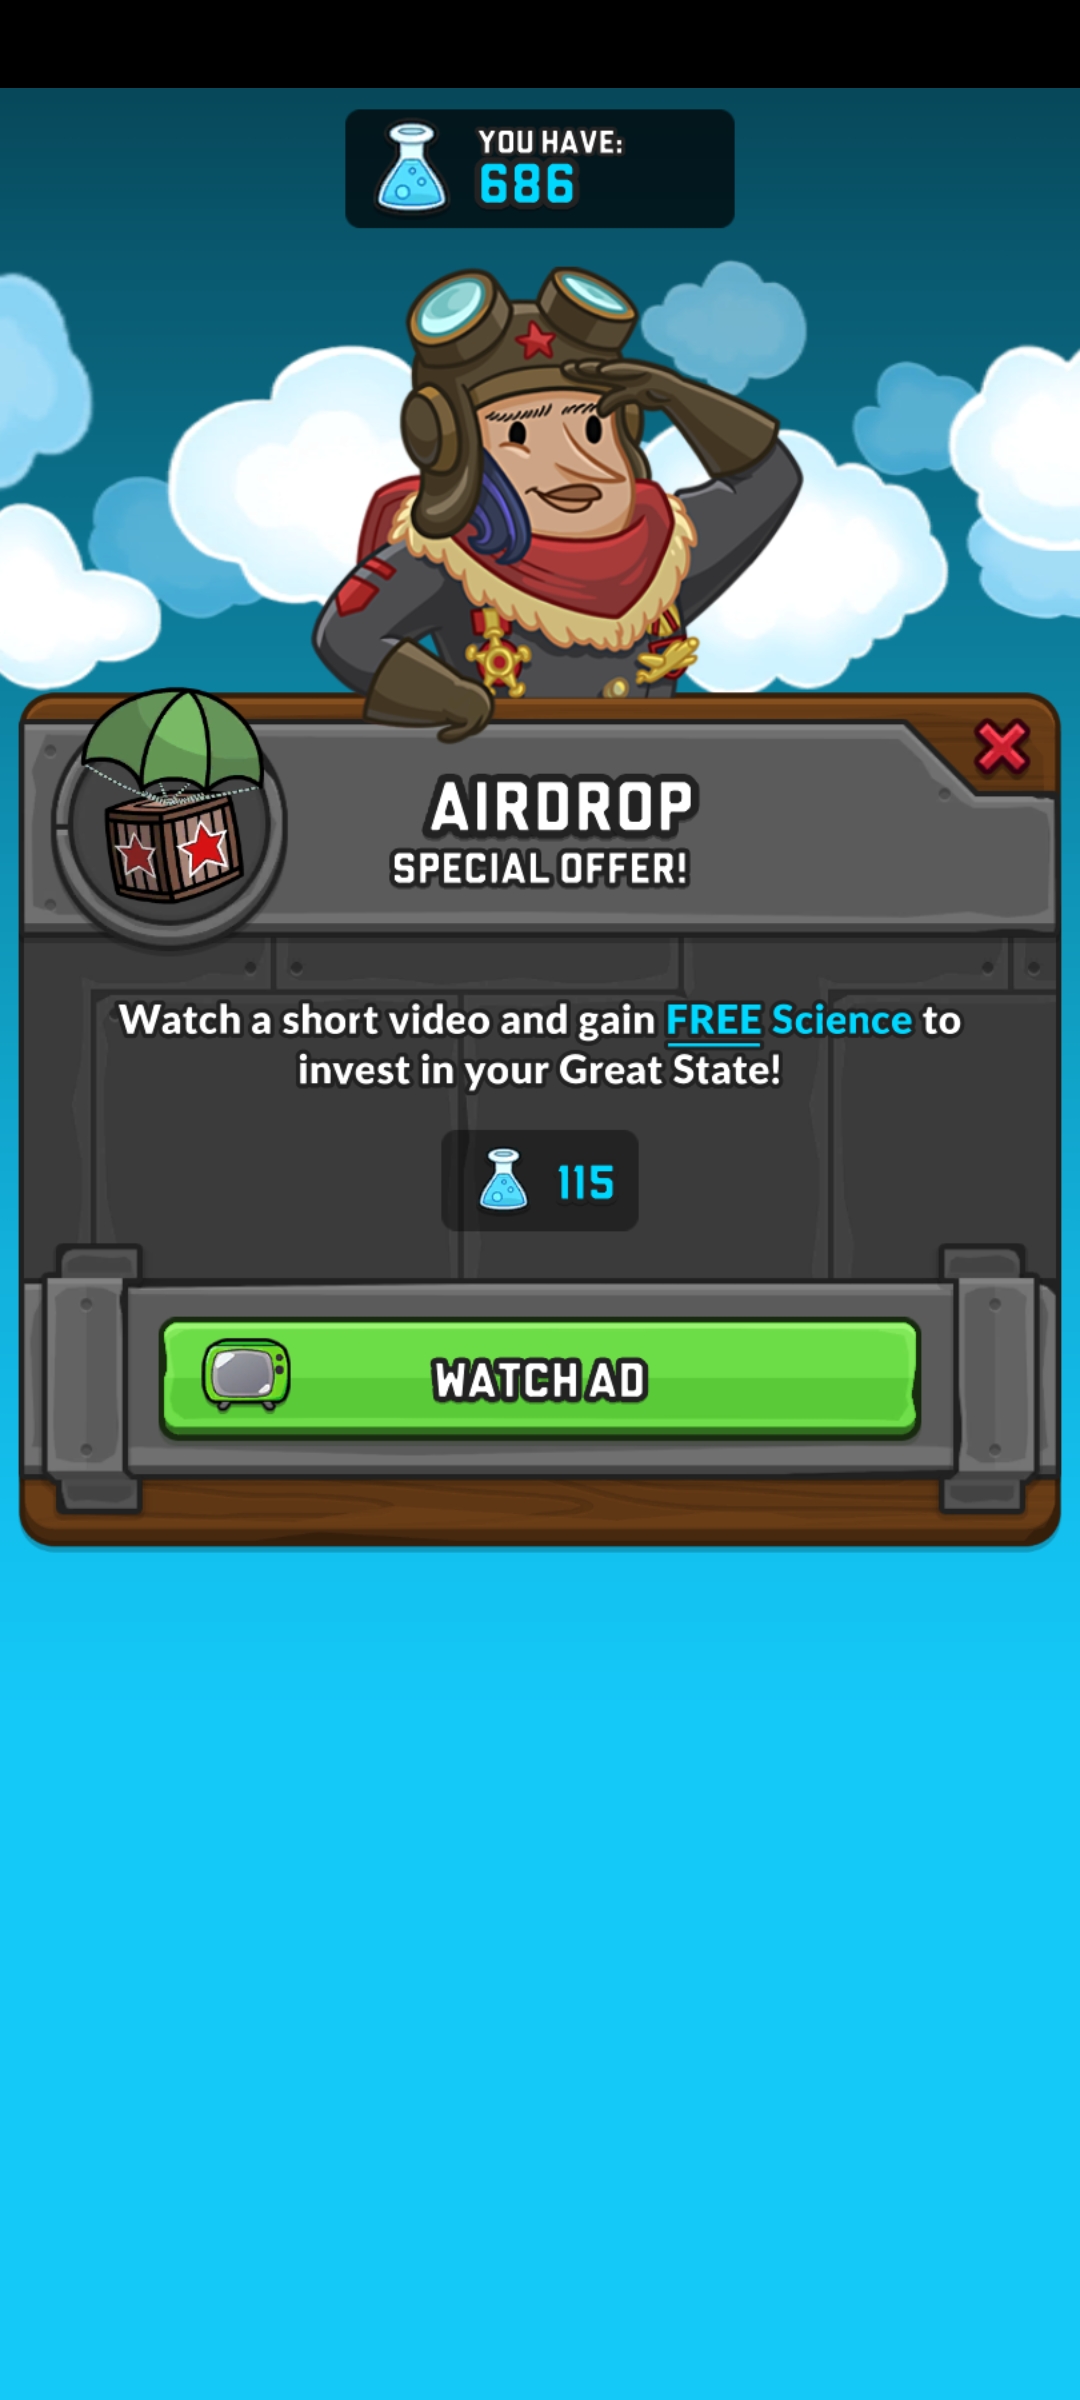 YOU HAVE:
686
AIRDROP
SPECIAL OFFER!
Watch a short video and gain FREE Science to
invest in your Great State!
115
WATCH AD